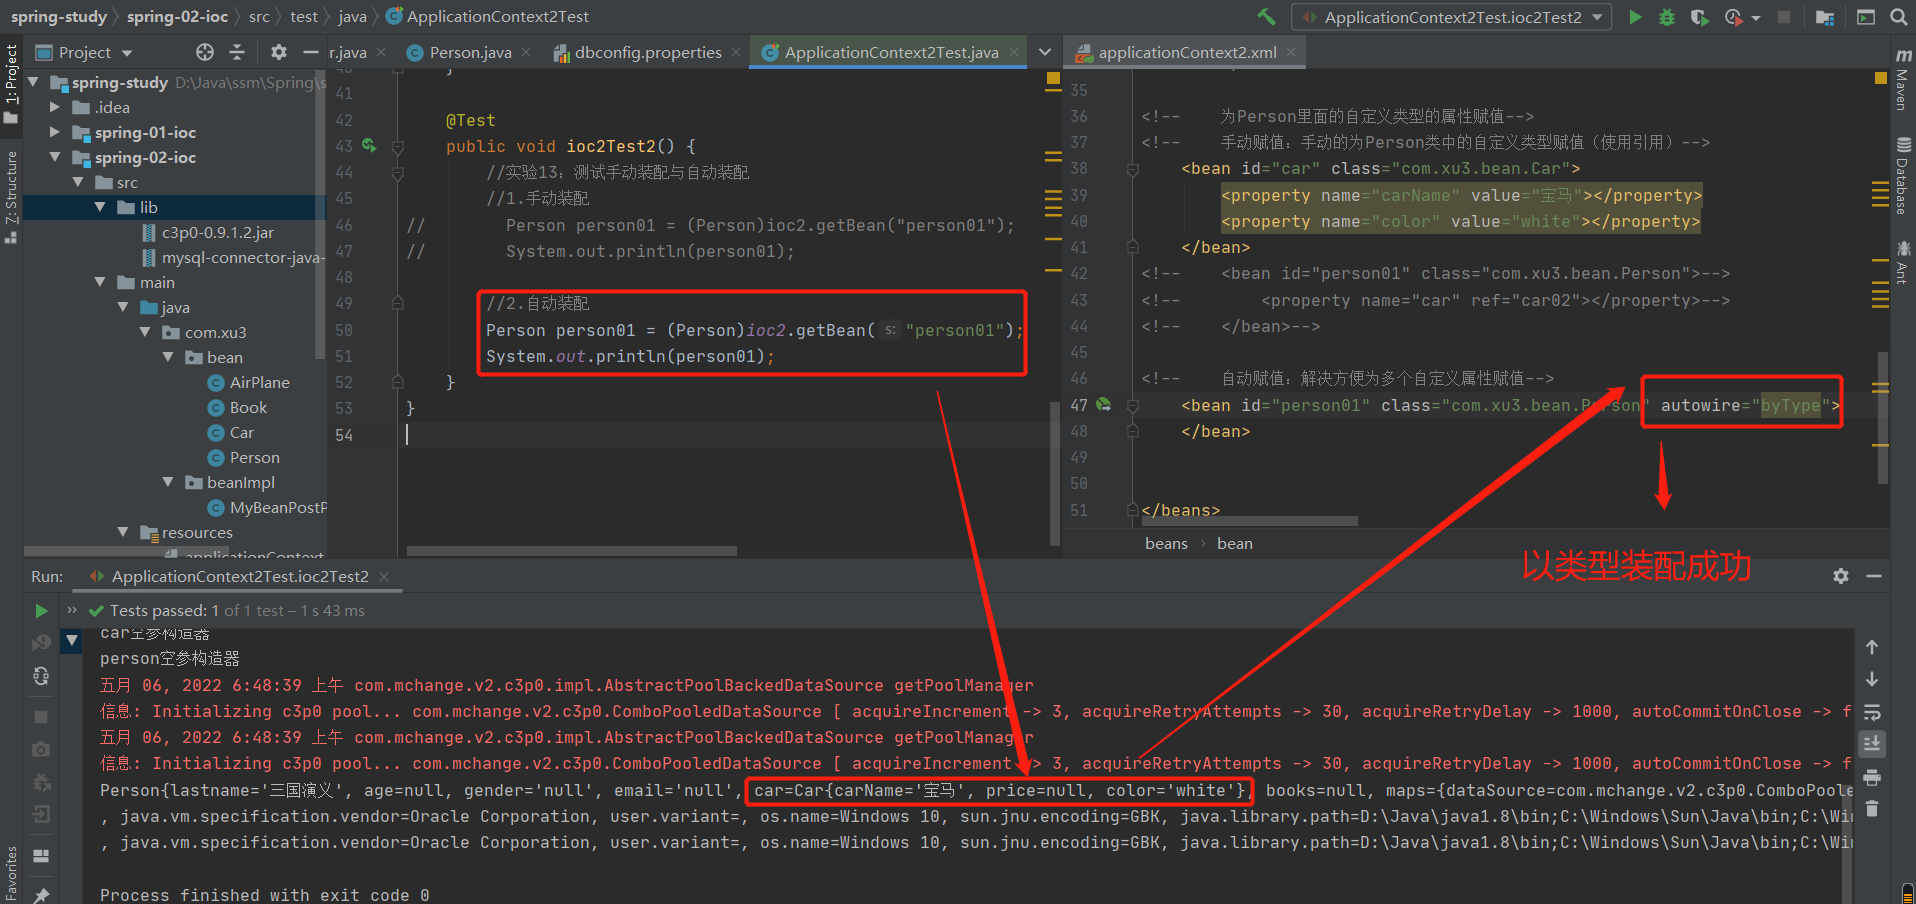 spring-study 〉 spring-02-ioc 〉 src 〉 test 〉 java 〉 ApplicationContext2Test
ApplicationContext2Test.ioc2Test2
Project
r.java
Person.java
dbconfig.properties
ApplicationContext2Test.java
applicationContext2.xml
1: Project
Z: Structure
Favorites
Maven
Database
Ant
spring-study D:\Java\ssm\Spring\s
.idea
spring-01-ioc
spring-02-ioc
src
lib
c3p0-0.9.1.2.jar
mysql-connector-java-
main
java
com.xu3
bean
AirPlane
Book
Car
Person
beanImpl
MyBeanPostP
resources
applicationContext
41
42 @Test
43 public void ioc2Test2() {
44 //实验13：测试手动装配与自动装配
45 //1.手动装配
46 // Person person01 = (Person)ioc2.getBean("person01");
47 // System.out.println(person01);
48
49 //2.自动装配
50 Person person01 = (Person)ioc2.getBean( s: "person01");
51 System.out.println(person01);
52 }
53 }
54
35
36 <!-- 为Person里面的自定义类型的属性赋值-->
37 <!-- 手动赋值：手动的为Person类中的自定义类型赋值（使用引用）-->
38 <bean id="car" class="com.xu3.bean.Car">
39 <property name="carName" value="宝马"></property>
40 <property name="color" value="white"></property>
41 </bean>
42 <!-- <bean id="person01" class="com.xu3.bean.Person">-->
43 <!-- <property name="car" ref="car02"></property>-->
44 <!-- </bean>-->
45
46 <!-- 自动赋值：解决方便为多个自定义属性赋值-->
47 <bean id="person01" class="com.xu3.bean.Person" autowire="byType">
48 </bean>
49
50
51 </beans>
beans 〉 bean
以类型装配成功
Run: ApplicationContext2Test.ioc2Test2
Tests passed: 1 of 1 test – 1 s 43 ms
car空参构造器
person空参构造器
五月 06, 2022 6:48:39 上午 com.mchange.v2.c3p0.impl.AbstractPoolBackedDataSource getPoolManager
信息: Initializing c3p0 pool... com.mchange.v2.c3p0.ComboPooledDataSource [ acquireIncrement -> 3, acquireRetryAttempts -> 30, acquireRetryDelay -> 1000, autoCommitOnClose -> f
五月 06, 2022 6:48:39 上午 com.mchange.v2.c3p0.impl.AbstractPoolBackedDataSource getPoolManager
信息: Initializing c3p0 pool... com.mchange.v2.c3p0.ComboPooledDataSource [ acquireIncrement -> 3, acquireRetryAttempts -> 30, acquireRetryDelay -> 1000, autoCommitOnClose -> f
Person{lastname='三国演义', age=null, gender='null', email='null', car=Car{carName='宝马', price=null, color='white'}, books=null, maps={dataSource=com.mchange.v2.c3p0.ComboPoole
, java.vm.specification.vendor=Oracle Corporation, user.variant=, os.name=Windows 10, sun.jnu.encoding=GBK, java.library.path=D:\Java\java1.8\bin;C:\Windows\Sun\Java\bin;C:\Win
, java.vm.specification.vendor=Oracle Corporation, user.variant=, os.name=Windows 10, sun.jnu.encoding=GBK, java.library.path=D:\Java\java1.8\bin;C:\Windows\Sun\Java\bin;C:\Wi
Process finished with exit code 0